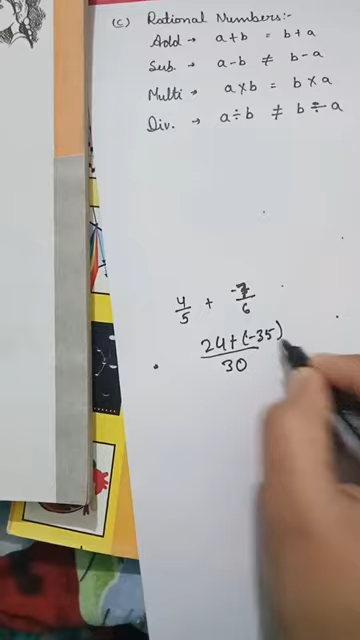 (c) Rational Numbers:-
Add → a+b = b+a
Sub. → a-b ≠ b-a
Multi → a×b = b×a
Div. → a÷b ≠ b÷a
4/5 + -7/6
24+(-35)/30